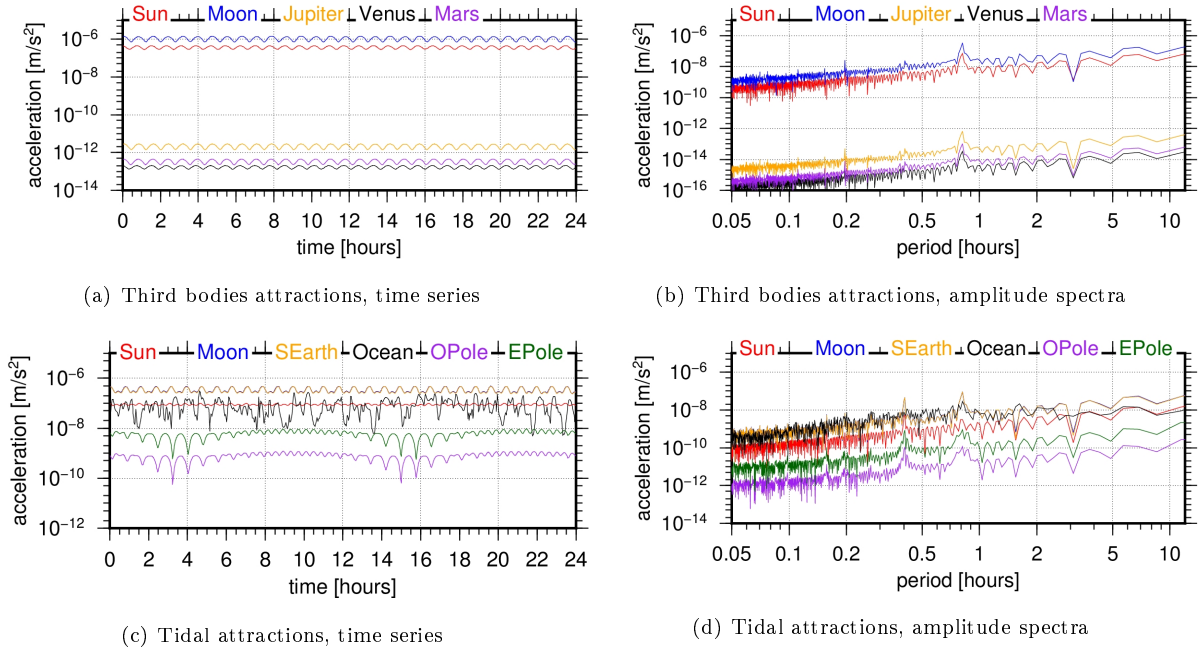 Sun Moon Jupiter Venus Mars
acceleration [m/s²]
10⁻⁶
10⁻⁸
10⁻¹⁰
10⁻¹²
10⁻¹⁴
0 2 4 6 8 10 12 14 16 18 20 22 24
time [hours]
(a) Third bodies attractions, time series
Sun Moon Jupiter Venus Mars
acceleration [m/s²]
10⁻⁶
10⁻⁸
10⁻¹⁰
10⁻¹²
10⁻¹⁴
10⁻¹⁶
0.05 0.1 0.2 0.5 1 2 5 10
period [hours]
(b) Third bodies attractions, amplitude spectra
Sun Moon SEarth Ocean OPole EPole
acceleration [m/s²]
10⁻⁶
10⁻⁸
10⁻¹⁰
10⁻¹²
0 2 4 6 8 10 12 14 16 18 20 22 24
time [hours]
(c) Tidal attractions, time series
Sun Moon SEarth Ocean OPole EPole
acceleration [m/s²]
10⁻⁶
10⁻⁸
10⁻¹⁰
10⁻¹²
10⁻¹⁴
0.05 0.1 0.2 0.5 1 2 5 10
period [hours]
(d) Tidal attractions, amplitude spectra